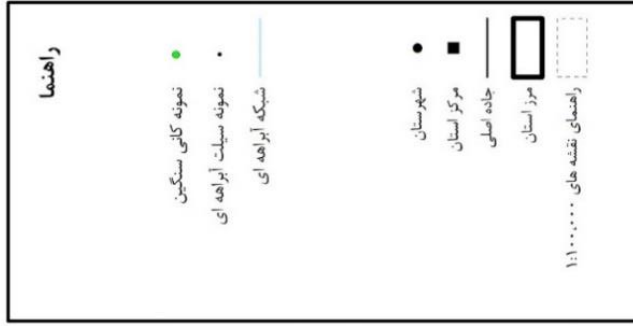 راهنما
نمونه کانی سنگین
نمونه سیلت آبراهه ای
شبکه آبراهه ای
شهرستان
مرکز استان
جاده اصلی
مرز استان
راهنمای نقشه های ۱:۱۰۰.۰۰۰